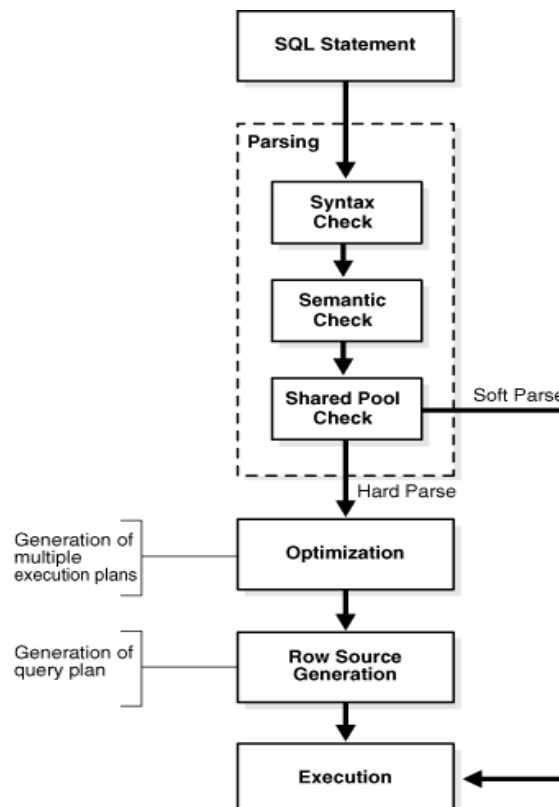 SQL Statement
Parsing
Syntax
Check
Semantic
Check
Shared Pool
Check
Soft Parse
Hard Parse
Generation of
multiple
execution plans
Optimization
Generation of
query plan
Row Source
Generation
Execution